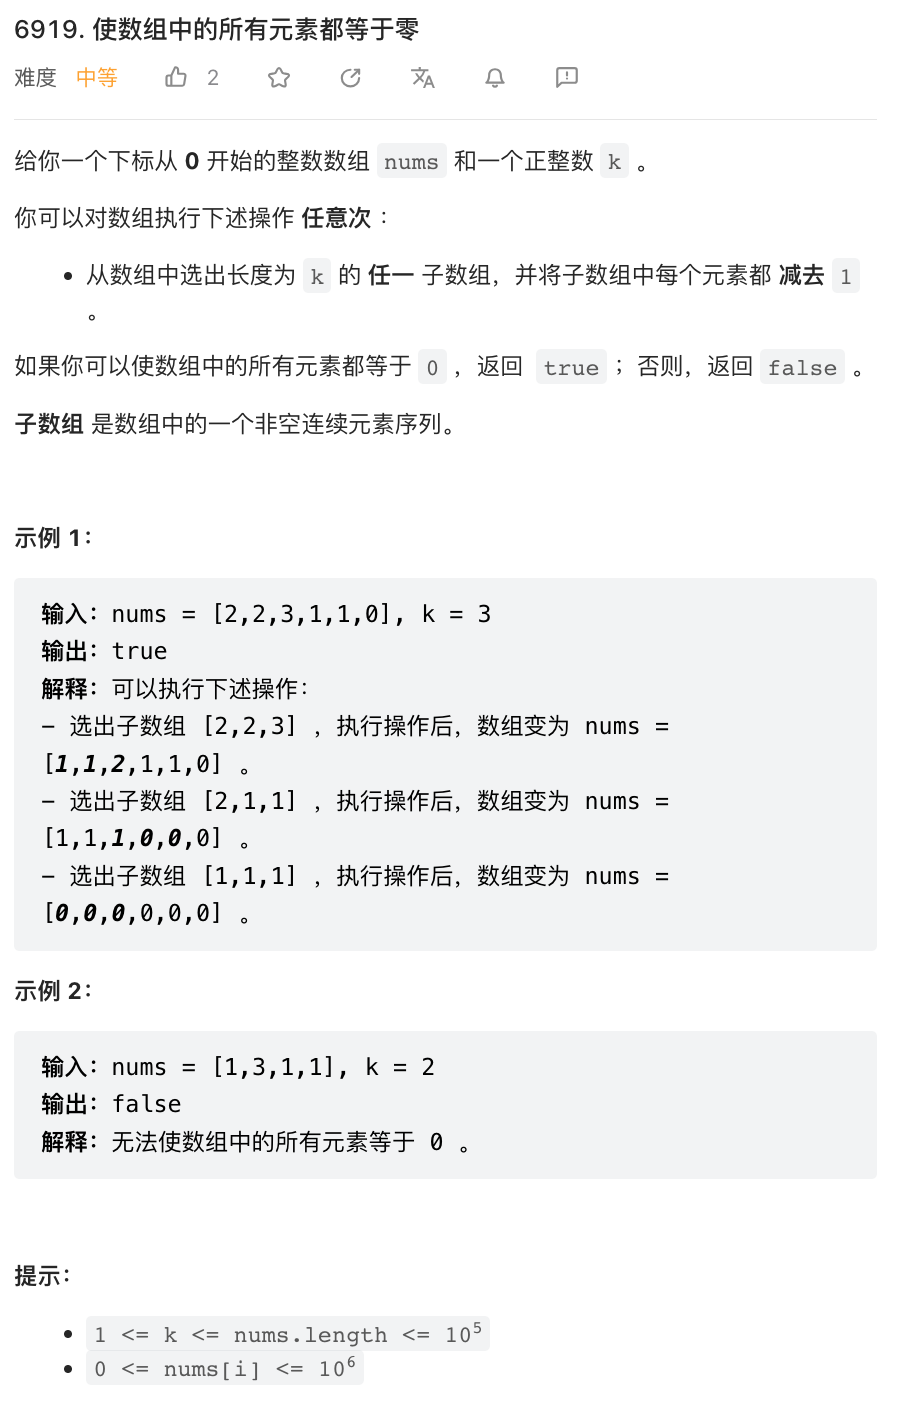 6919. 使数组中的所有元素都等于零
难度 中等 2
给你一个下标从 0 开始的整数数组 nums 和一个正整数 k 。
你可以对数组执行下述操作 任意次 ：
• 从数组中选出长度为 k 的 任一 子数组，并将子数组中每个元素都 减去 1
。
如果你可以使数组中的所有元素都等于 0 ，返回 true ；否则，返回 false 。
子数组 是数组中的一个非空连续元素序列。
示例 1：
输入：nums = [2,2,3,1,1,0], k = 3
输出：true
解释：可以执行下述操作：
- 选出子数组 [2,2,3] ，执行操作后，数组变为 nums =
[1,1,2,1,1,0] 。
- 选出子数组 [2,1,1] ，执行操作后，数组变为 nums =
[1,1,1,0,0,0] 。
- 选出子数组 [1,1,1] ，执行操作后，数组变为 nums =
[0,0,0,0,0,0] 。
示例 2：
输入：nums = [1,3,1,1], k = 2
输出：false
解释：无法使数组中的所有元素等于 0 。
提示：
• 1 <= k <= nums.length <= 10⁵
• 0 <= nums[i] <= 10⁶